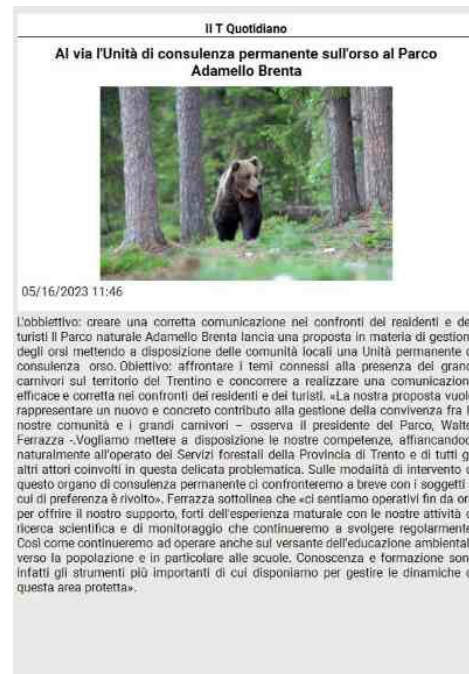 Il T Quotidiano
Al via l'Unità di consulenza permanente sull'orso al Parco
Adamello Brenta
05/16/2023 11:46
L'obbiettivo: creare una corretta comunicazione nei confronti dei residenti e de
turisti Il Parco naturale Adamello Brenta lancia una proposta in materia di gestion
degli orsi mettendo a disposizione delle comunità locali una Unità permanente d
consulenza orso. Obiettivo: affrontare i temi connessi alla presenza dei grand
carnivori sul territorio del Trentino e concorrere a realizzare una comunicazion
efficace e corretta nei confronti dei residenti e dei turisti. «La nostra proposta vuol
rappresentare un nuovo e concreto contributo alla gestione della convivenza fra l
nostre comunità e i grandi carnivori – osserva il presidente del Parco, Walte
Ferrazza -.Vogliamo mettere a disposizione le nostre competenze, affiancandoc
naturalmente all'operato dei Servizi forestali della Provincia di Trento e di tutti g
altri attori coinvolti in questa delicata problematica. Sulle modalità di intervento d
questo organo di consulenza permanente ci confronteremo a breve con i soggetti
cui di preferenza è rivolto». Ferrazza sottolinea che «ci sentiamo operativi fin da or
per offrire il nostro supporto, forti dell'esperienza maturale con le nostre attività d
ricerca scientifica e di monitoraggio che continueremo a svolgere regolarmente
Così come continueremo ad operare anche sul versante dell'educazione ambiental
verso la popolazione e in particolare alle scuole. Conoscenza e formazione son
infatti gli strumenti più importanti di cui disponiamo per gestire le dinamiche d
questa area protetta».